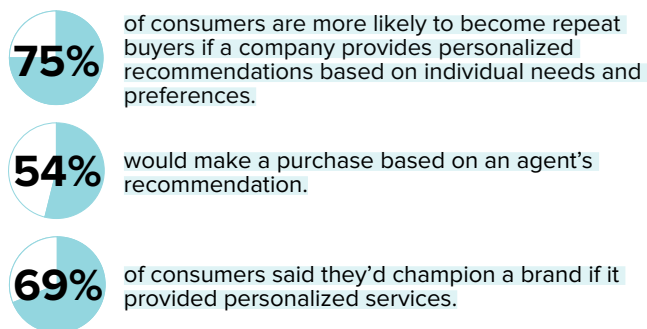 75%
of consumers are more likely to become repeat
buyers if a company provides personalized
recommendations based on individual needs and
preferences.
54%
would make a purchase based on an agent's
recommendation.
69%
of consumers said they'd champion a brand if it
provided personalized services.